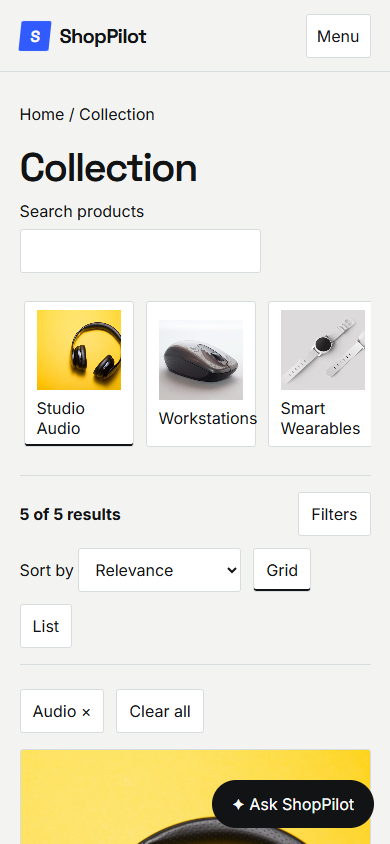 S ShopPilot
Menu
Home / Collection
Collection
Search products
Studio
Audio
Workstations
Smart
Wearables
5 of 5 results
Filters
Sort by
Relevance
Grid
List
Audio ×
Clear all
✦ Ask ShopPilot